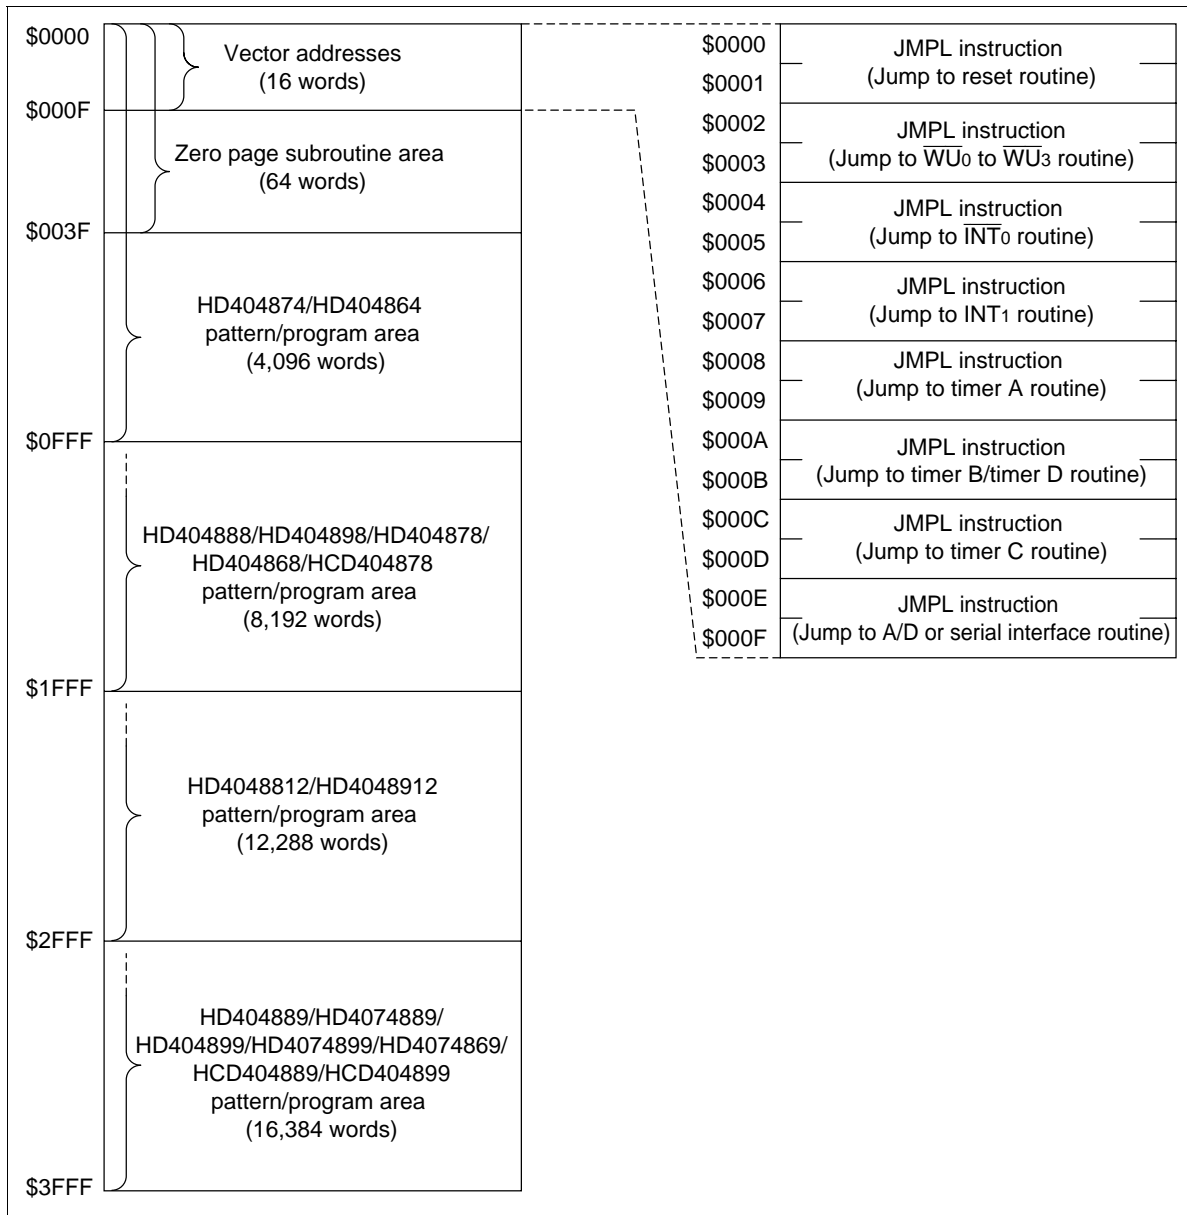 $0000
Vector addresses
(16 words)
$000F
Zero page subroutine area
(64 words)
$003F
HD404874/HD404864
pattern/program area
(4,096 words)
$0FFF
HD404888/HD404898/HD404878/
HD404868/HCD404878
pattern/program area
(8,192 words)
$1FFF
HD4048812/HD4048912
pattern/program area
(12,288 words)
$2FFF
HD404889/HD4074889/
HD404899/HD4074899/HD4074869/
HCD404889/HCD404899
pattern/program area
(16,384 words)
$3FFF
$0000
JMPL instruction
(Jump to reset routine)
$0001
$0002
JMPL instruction
(Jump to W̅U̅0 to W̅U̅3 routine)
$0003
$0004
JMPL instruction
(Jump to I̅N̅T̅0 routine)
$0005
$0006
JMPL instruction
(Jump to INT1 routine)
$0007
$0008
JMPL instruction
(Jump to timer A routine)
$0009
$000A
JMPL instruction
(Jump to timer B/timer D routine)
$000B
$000C
JMPL instruction
(Jump to timer C routine)
$000D
$000E
JMPL instruction
(Jump to A/D or serial interface routine)
$000F